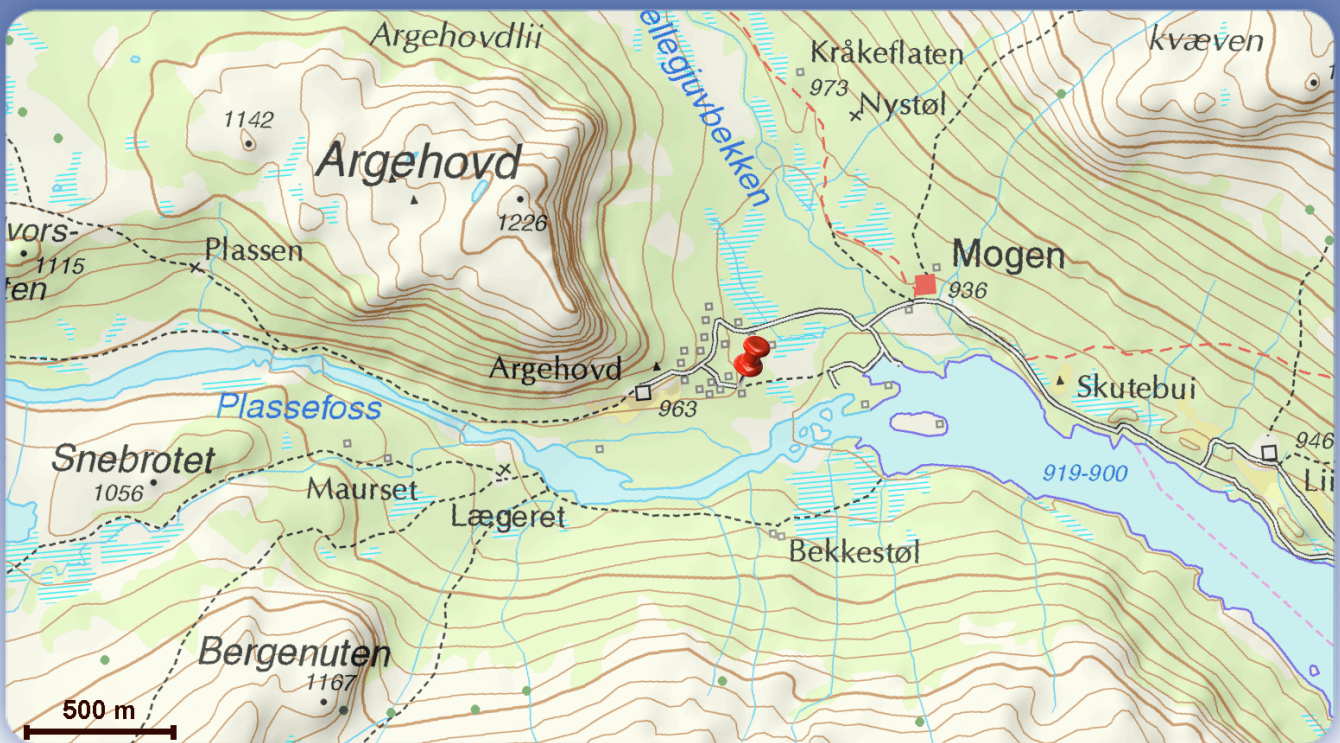 Argehovdlii
ellegjuvbekken
Kråkeflaten
973
Nystøl
kvæven
1142
Argehovd
1226
vors-
1115
ten
Plassen
Mogen
936
Argehovd
963
Skutebui
Plassefoss
919-900
946
Snebrotet
1056
Maurset
Lægeret
Bekkestøl
Bergenuten
1167
500 m